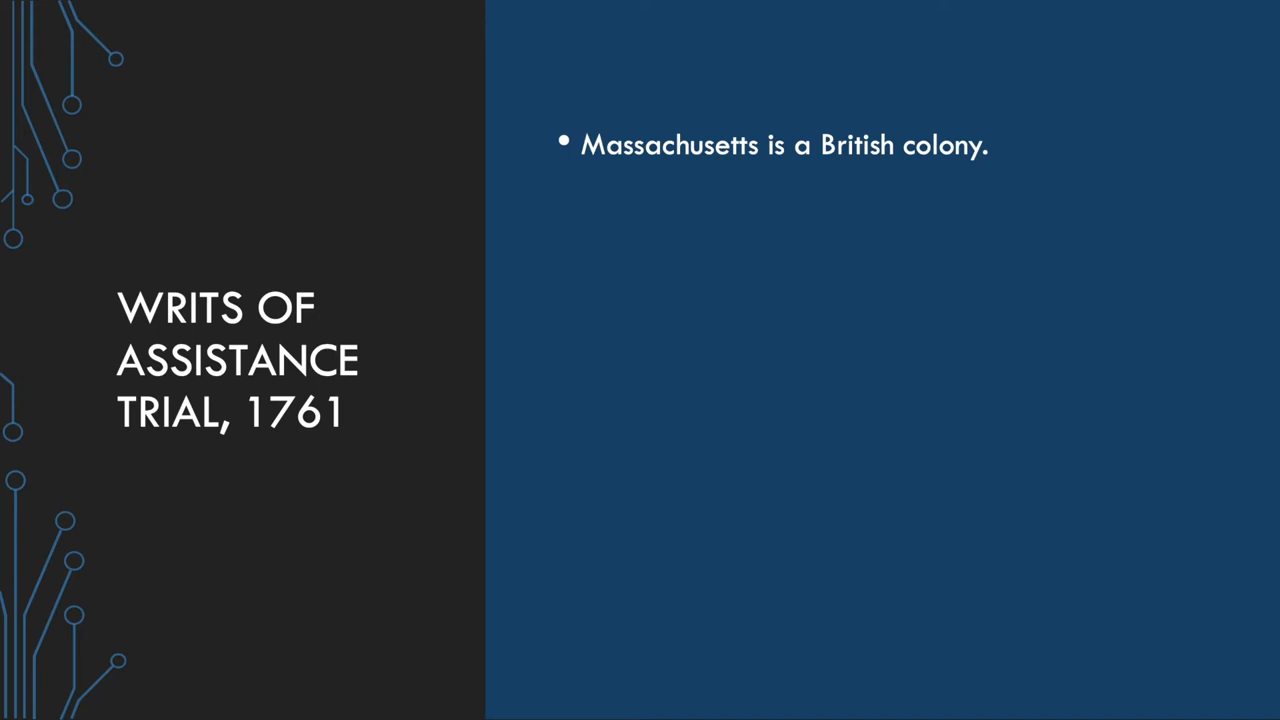 WRITS OF
ASSISTANCE
TRIAL, 1761
• Massachusetts is a British colony.